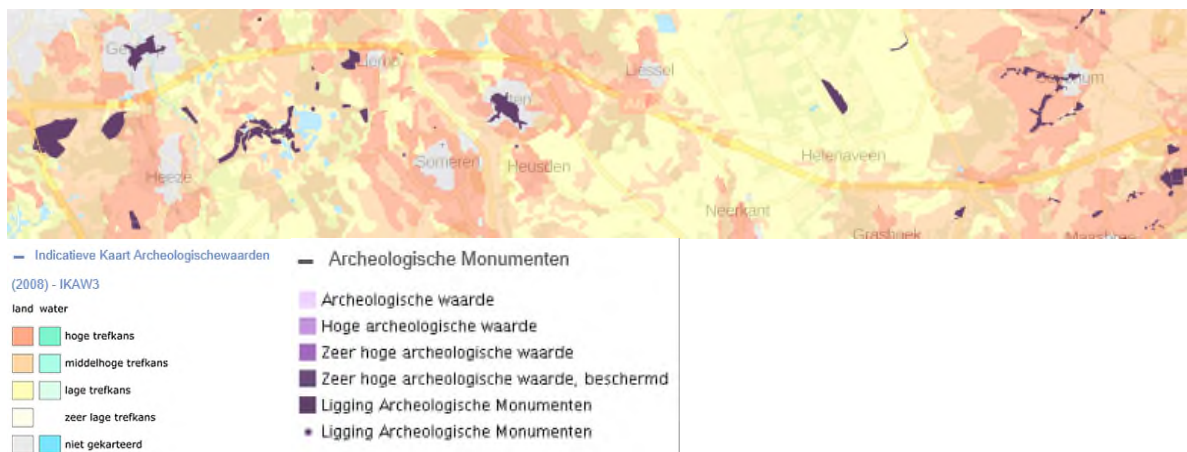 Liessel
Someren
Heeze
Heusden
Helenaveen
Neerkant
Grashoek
Maasbree
– Indicatieve Kaart Archeologischewaarden
(2008) - IKAW3
land water
hoge trefkans
middelhoge trefkans
lage trefkans
zeer lage trefkans
niet gekarteerd
– Archeologische Monumenten
Archeologische waarde
Hoge archeologische waarde
Zeer hoge archeologische waarde
Zeer hoge archeologische waarde, beschermd
Ligging Archeologische Monumenten
Ligging Archeologische Monumenten